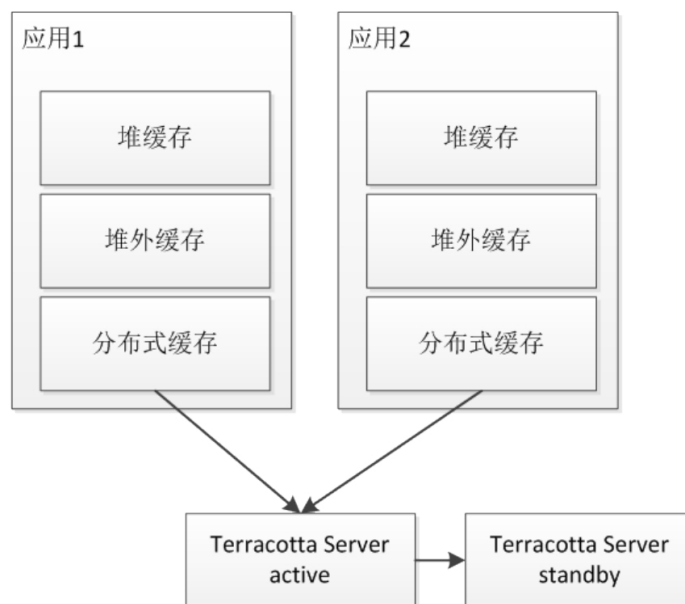 应用1
堆缓存
堆外缓存
分布式缓存
应用2
堆缓存
堆外缓存
分布式缓存
Terracotta Server
active
Terracotta Server
standby